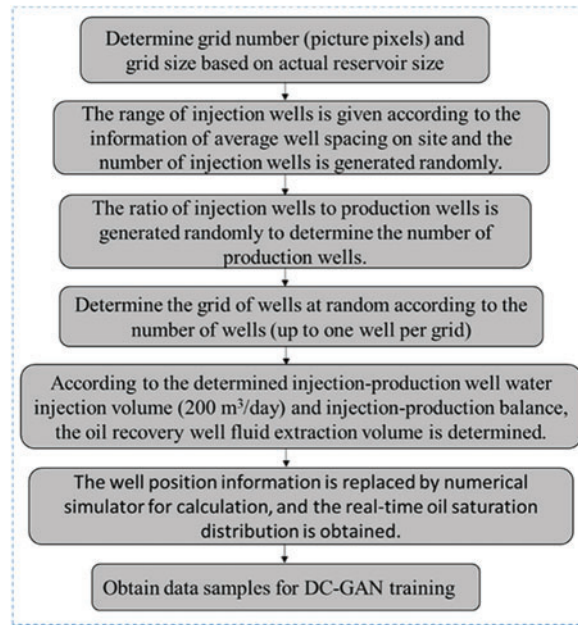 Determine grid number (picture pixels) and
grid size based on actual reservoir size
The range of injection wells is given according to the
information of average well spacing on site and the
number of injection wells is generated randomly.
The ratio of injection wells to production wells is
generated randomly to determine the number of
production wells.
Determine the grid of wells at random according to the
number of wells (up to one well per grid)
According to the determined injection-production well water
injection volume (200 m³/day) and injection-production balance,
the oil recovery well fluid extraction volume is determined.
The well position information is replaced by numerical
simulator for calculation, and the real-time oil saturation
distribution is obtained.
Obtain data samples for DC-GAN training